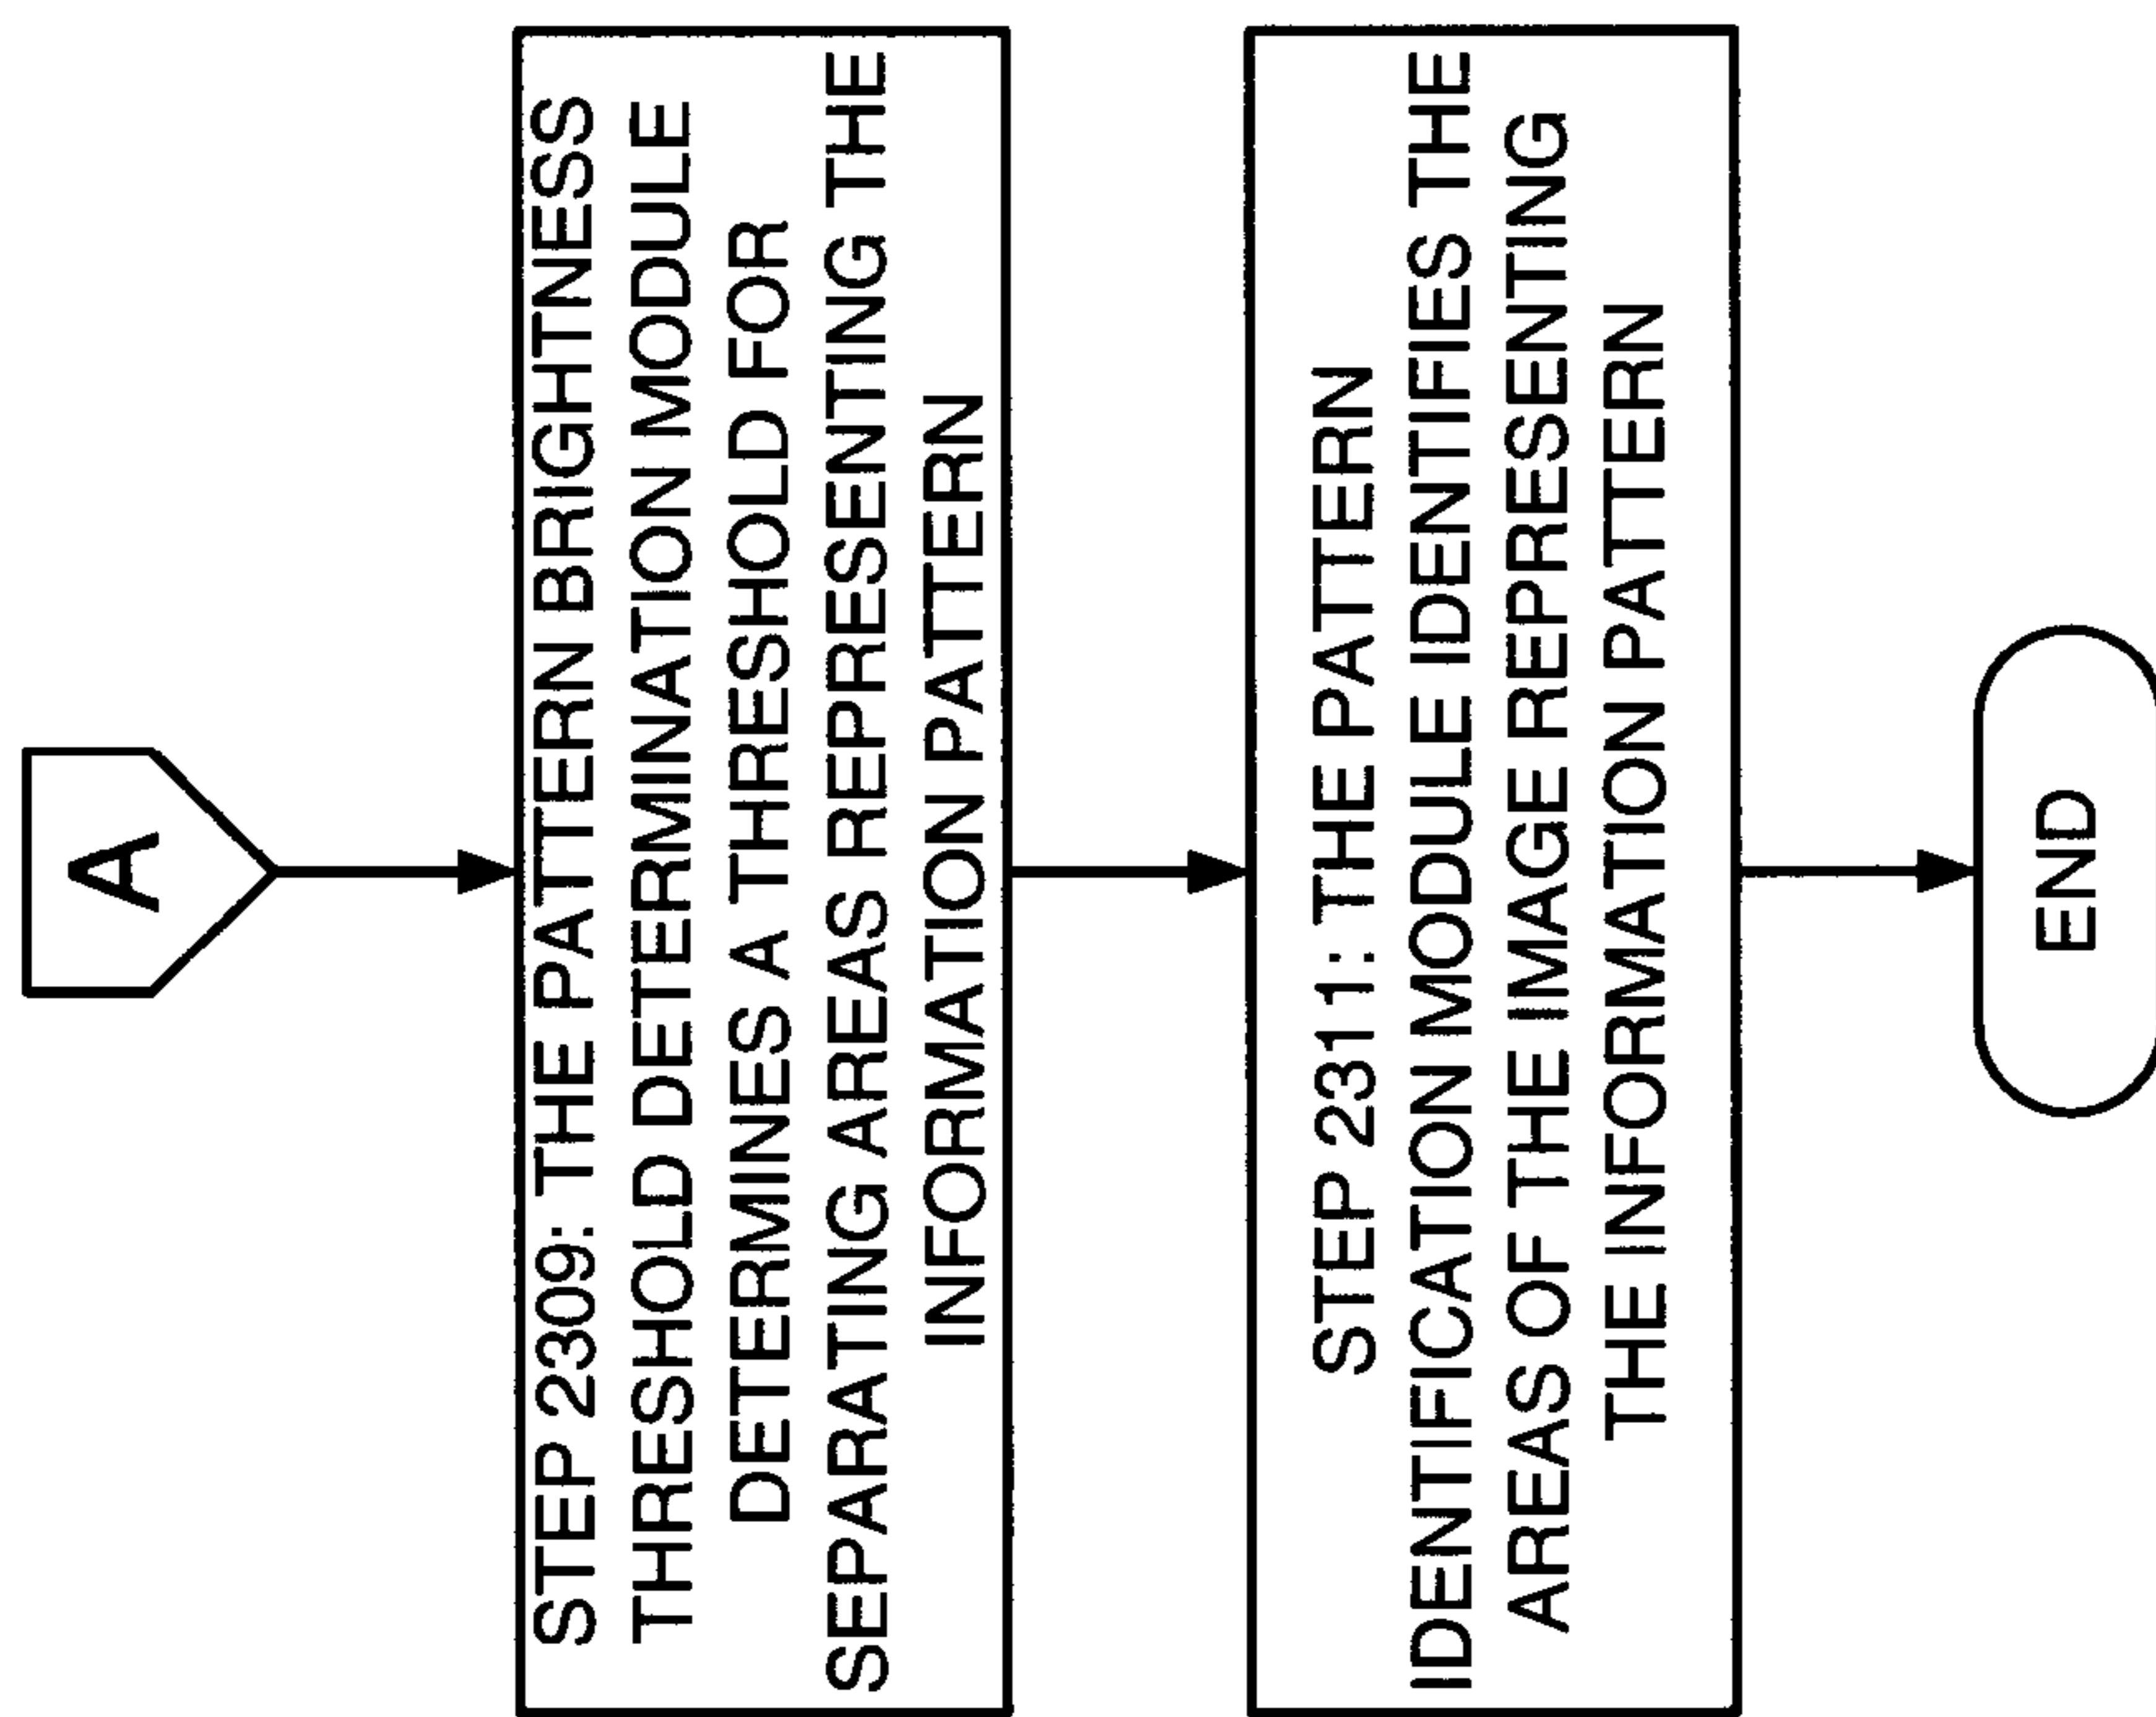 A
STEP 2309: THE PATTERN BRIGHTNESS
THRESHOLD DETERMINATION MODULE
DETERMINES A THRESHOLD FOR
SEPARATING AREAS REPRESENTING THE
INFORMATION PATTERN
STEP 2311: THE PATTERN
IDENTIFICATION MODULE IDENTIFIES THE
AREAS OF THE IMAGE REPRESENTING
THE INFORMATION PATTERN
END